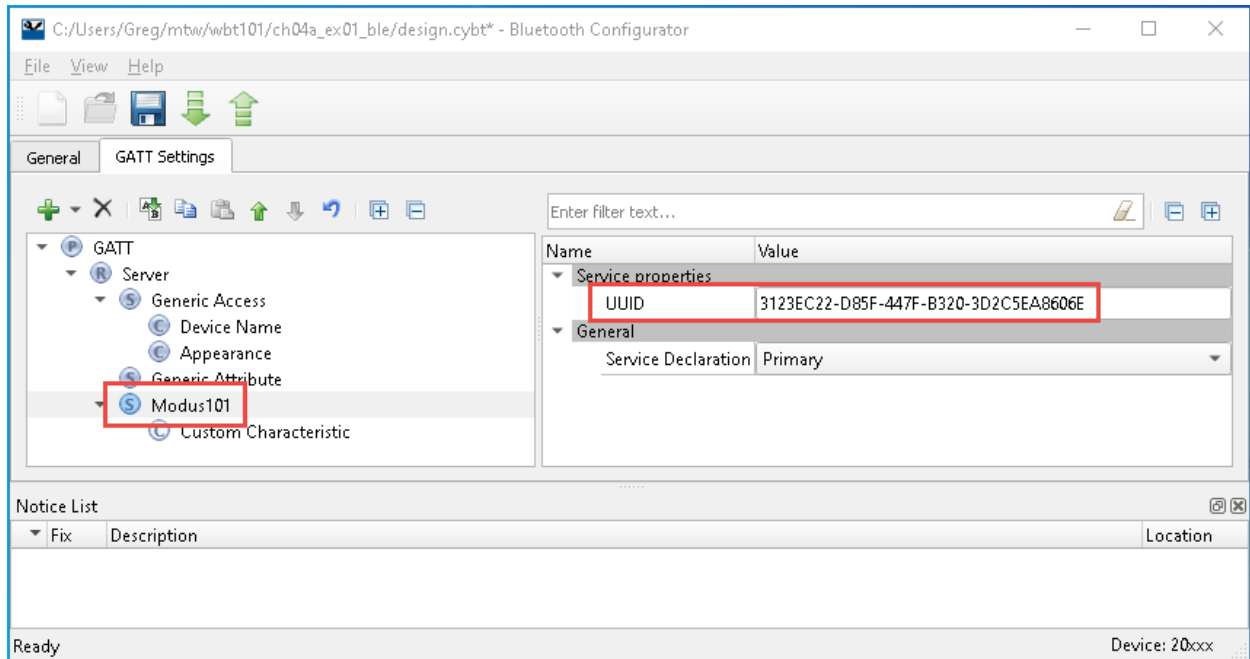 C:/Users/Greg/mtw/wbt101/ch04a_ex01_ble/design.cybt* - Bluetooth Configurator
File View Help
General GATT Settings
Enter filter text...
P GATT
R Server
S Generic Access
C Device Name
C Appearance
S Generic Attribute
S Modus101
C Custom Characteristic
Name Value
Service properties
UUID 3123EC22-D85F-447F-B320-3D2C5EA8606E
General
Service Declaration Primary
Notice List
Fix Description Location
Ready Device: 20xxx